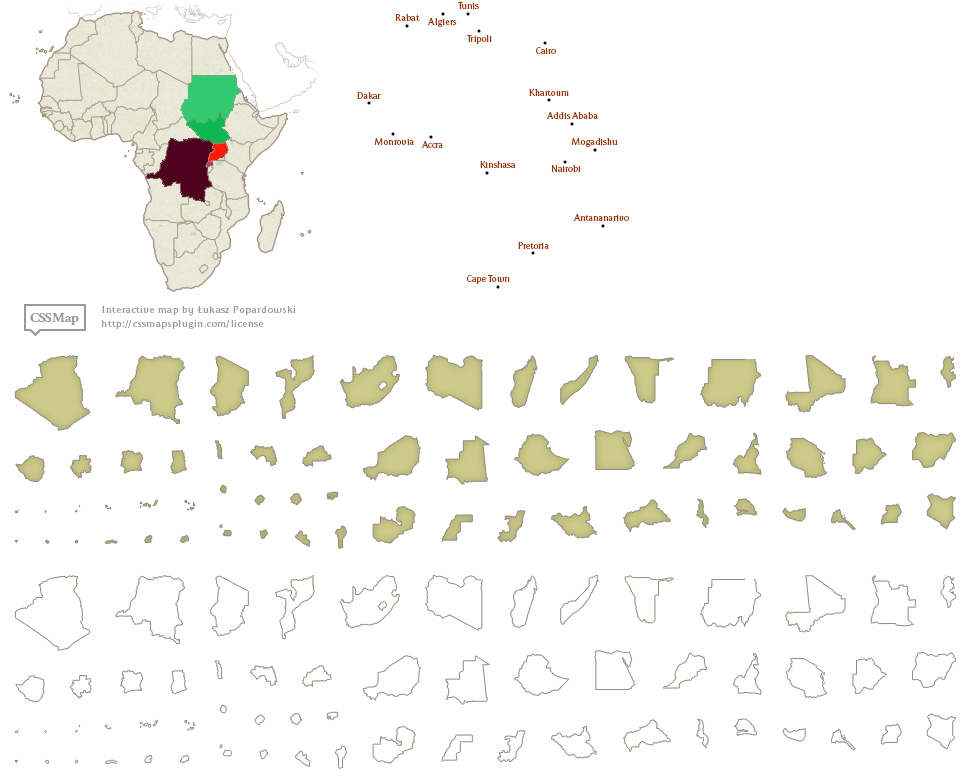 Tunis
Rabat
Algiers
Tripoli
Cairo
Dakar
Khartoum
Addis Ababa
Monrovia
Accra
Mogadishu
Kinshasa
Nairobi
Antananarivo
Pretoria
Cape Town
CSSMap
Interactive map by Łukasz Popardowski
http://cssmapsplugin.com/license